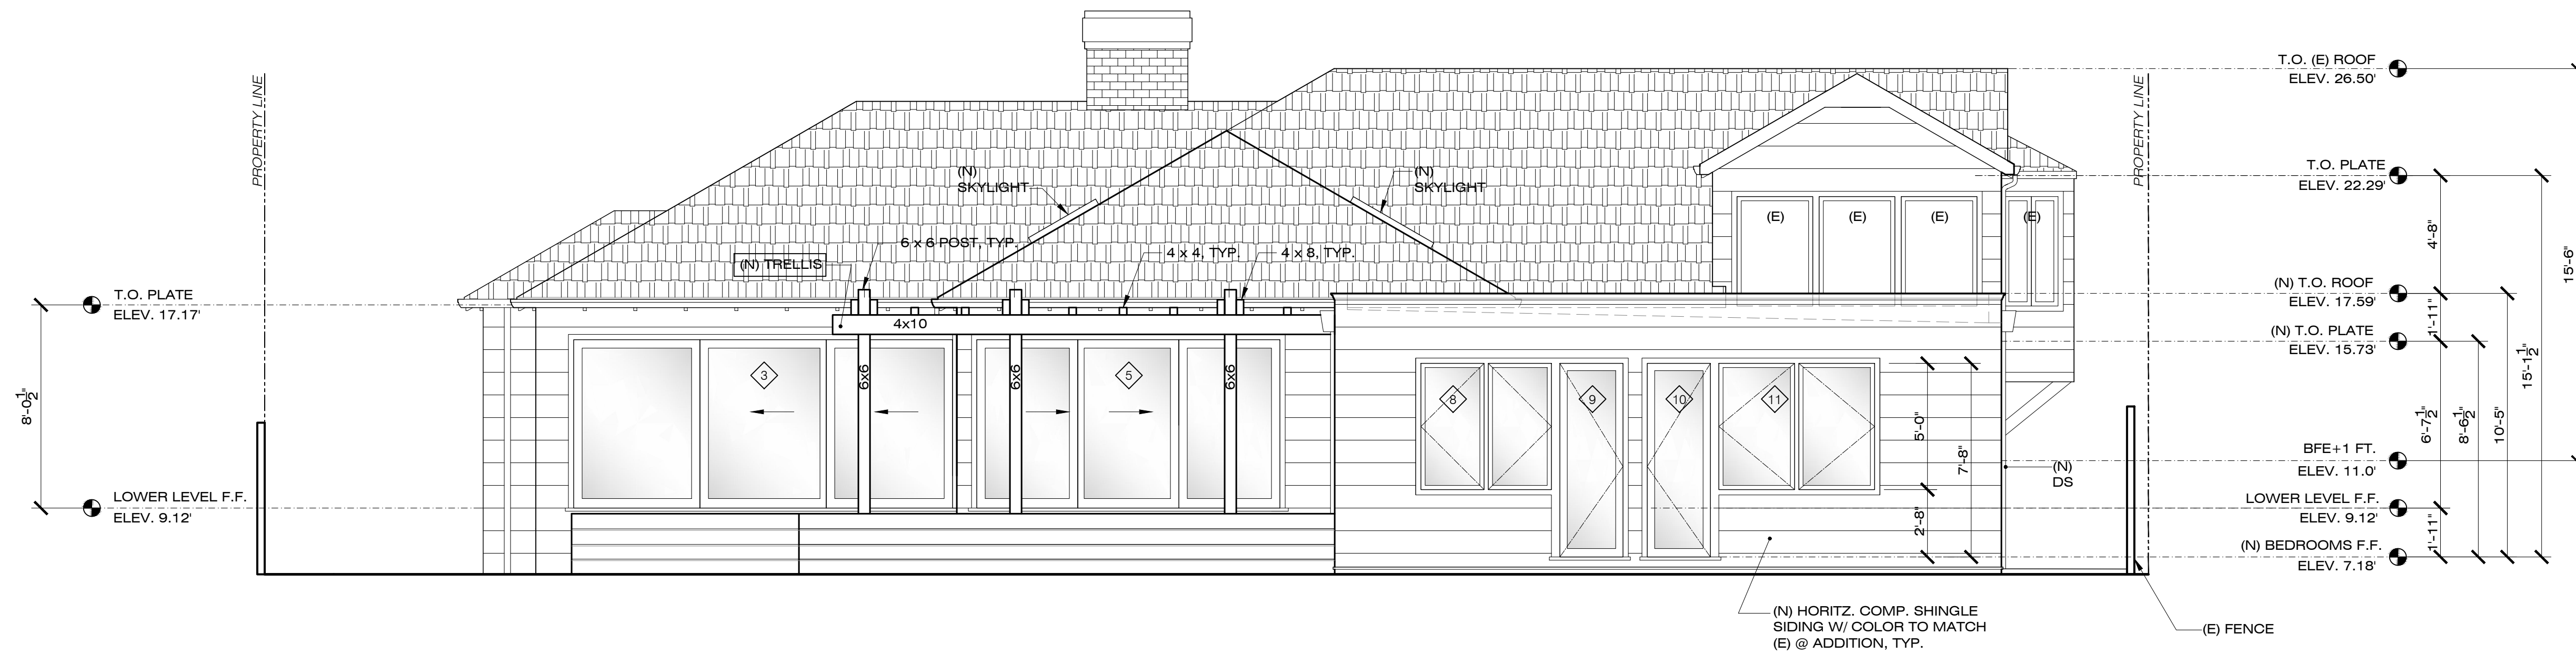 PROPERTY LINE
T.O. PLATE
ELEV. 17.17'
8'-0 1/2"
LOWER LEVEL F.F.
ELEV. 9.12'
(N)
SKYLIGHT
(N)
SKYLIGHT
6 x 6 POST, TYP.
(N) TRELLIS
4 x 4, TYP.
4 x 8, TYP.
4x10
6x6
6x6
6x6
3
5
(E)
(E)
(E)
(E)
8
9
10
11
5'-0"
7'-8"
2'-8"
(N)
DS
(N) HORITZ. COMP. SHINGLE
SIDING W/ COLOR TO MATCH
(E) @ ADDITION, TYP.
(E) FENCE
PROPERTY LINE
T.O. (E) ROOF
ELEV. 26.50'
T.O. PLATE
ELEV. 22.29'
(N) T.O. ROOF
ELEV. 17.59'
(N) T.O. PLATE
ELEV. 15.73'
BFE+1 FT.
ELEV. 11.0'
LOWER LEVEL F.F.
ELEV. 9.12'
(N) BEDROOMS F.F.
ELEV. 7.18'
4'-8"
1'-11"
6'-7 1/2"
1'-11"
8'-6 1/2"
10'-5"
15'-1 1/2"
15'-6"